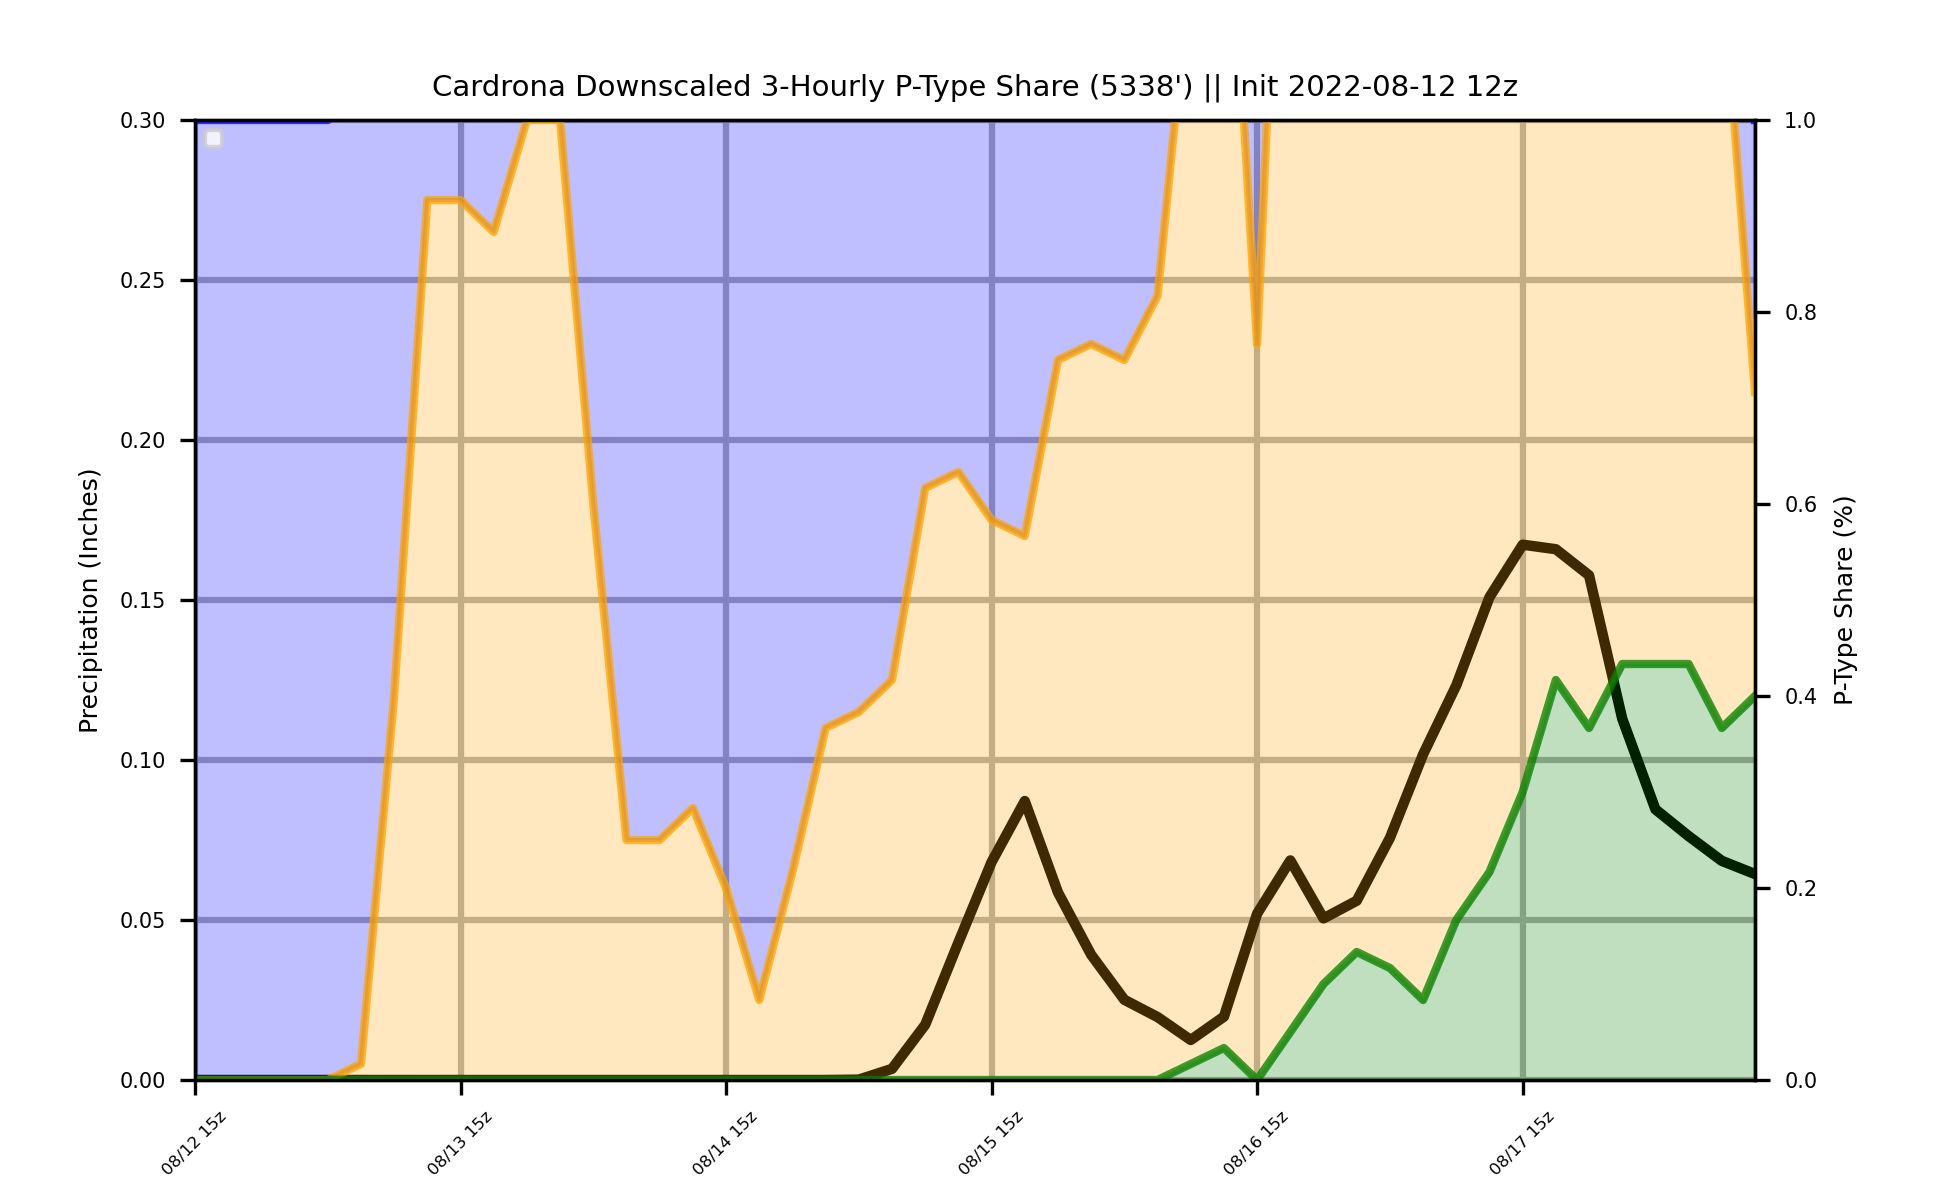 Cardrona Downscaled 3-Hourly P-Type Share (5338') || Init 2022-08-12 12z
Precipitation (Inches)
0.30
0.25
0.20
0.15
0.10
0.05
0.00
1.0
0.8
0.6
0.4
0.2
0.0
P-Type Share (%)
08/12 15z
08/13 15z
08/14 15z
08/15 15z
08/16 15z
08/17 15z